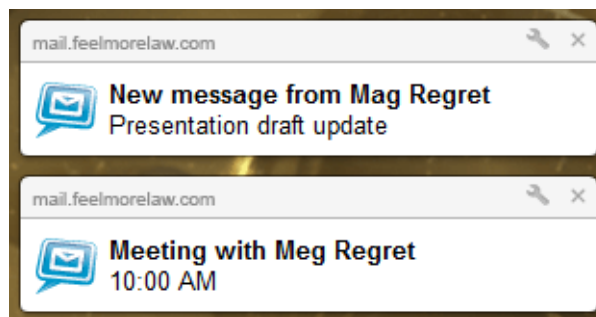 mail.feelmorelaw.com
New message from Mag Regret
Presentation draft update
mail.feelmorelaw.com
Meeting with Meg Regret
10:00 AM